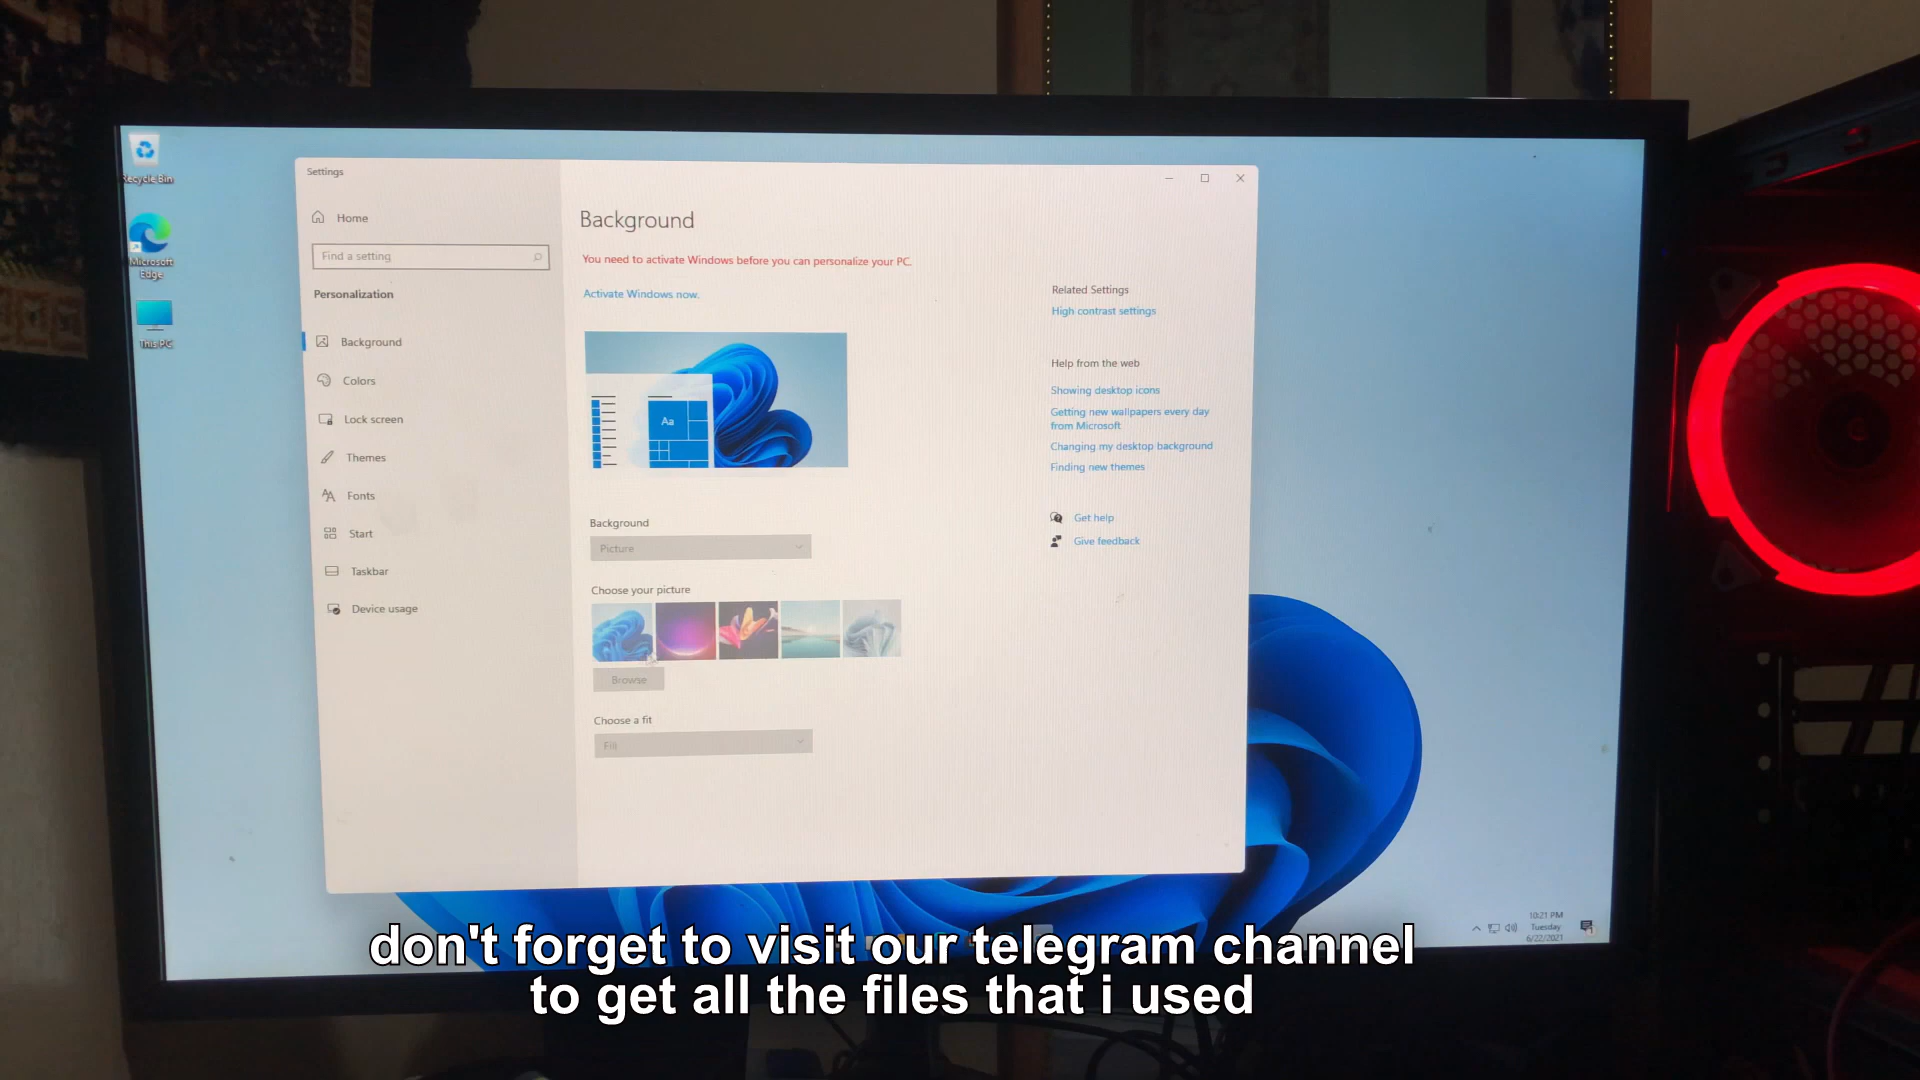 Recycle Bin
Microsoft
Edge
This PC
Settings
Home
Find a setting
Personalization
Background
Colors
Lock screen
Themes
Fonts
Start
Taskbar
Device usage
Background
You need to activate Windows before you can personalize your PC.
Activate Windows now.
Aa
Background
Picture
Choose your picture
Browse
Choose a fit
Fill
Related Settings
High contrast settings
Help from the web
Showing desktop icons
Getting new wallpapers every day
from Microsoft
Changing my desktop background
Finding new themes
Get help
Give feedback
10:21 PM
Tuesday
6/22/2021
don't forget to visit our telegram channel
to get all the files that i used